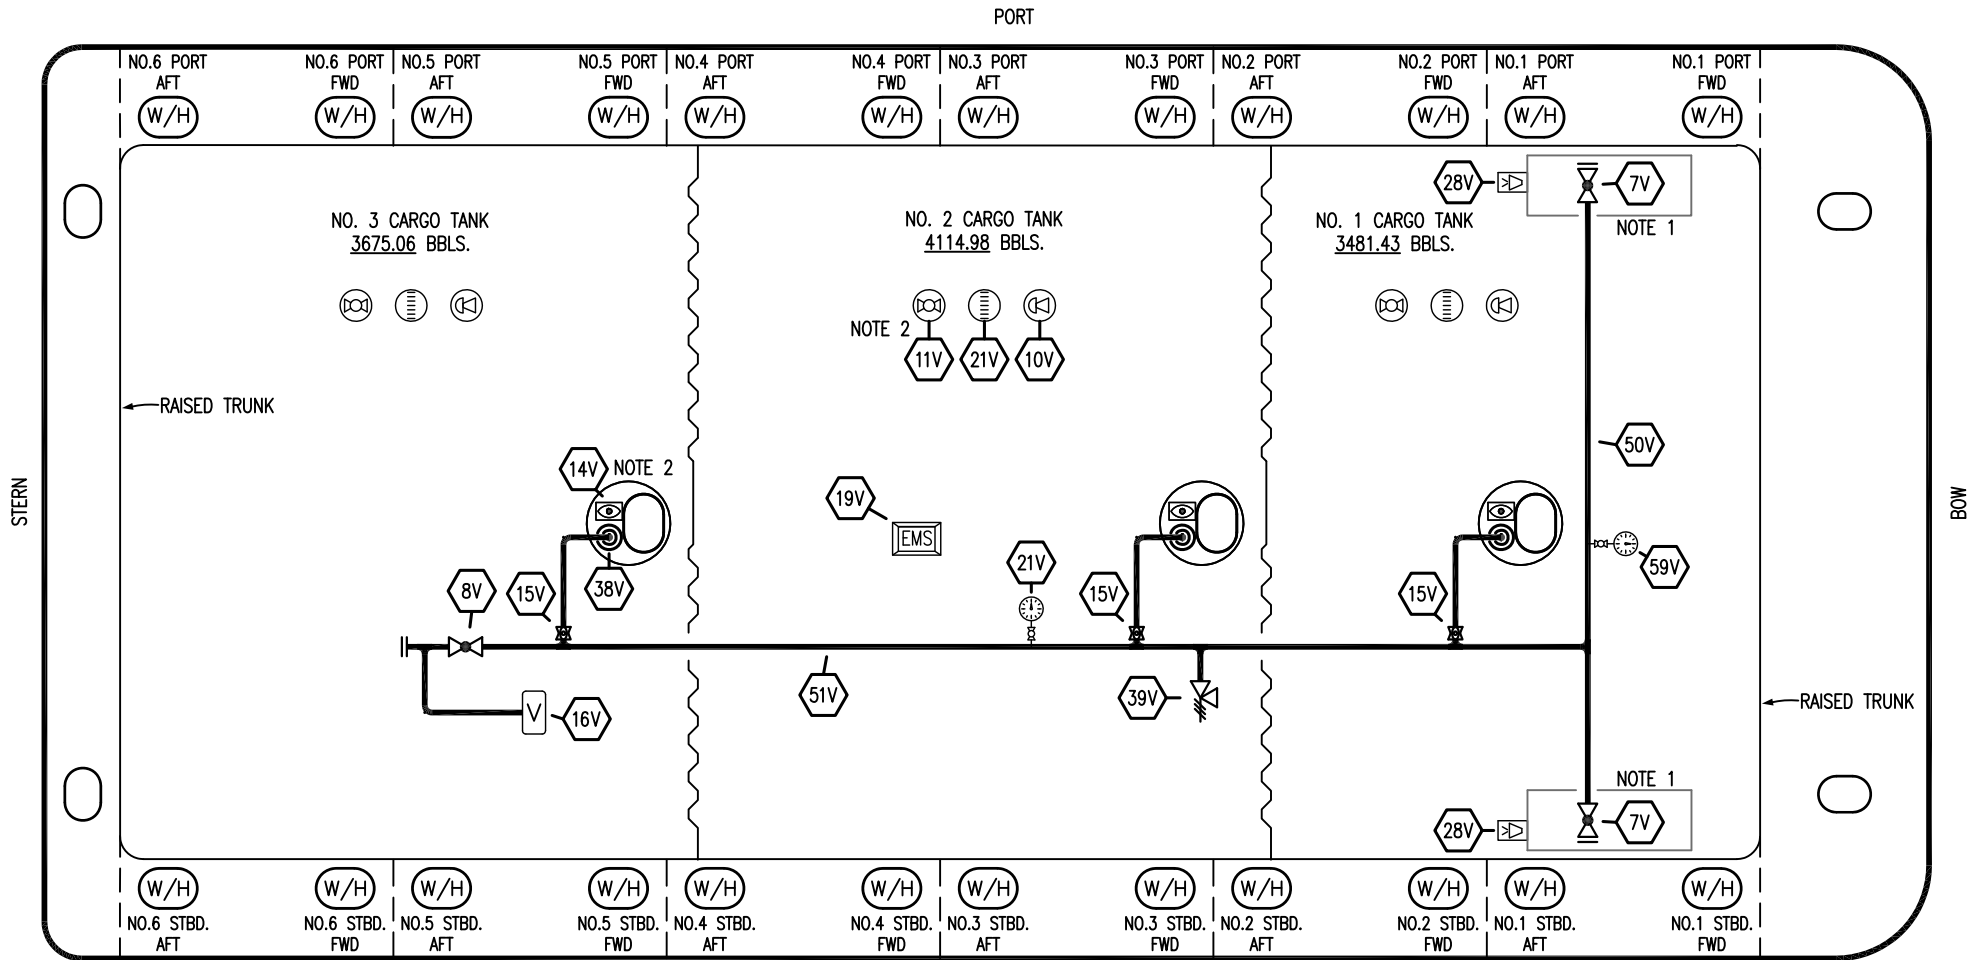 PORT
NO.6 PORT AFT
NO.6 PORT FWD
NO.5 PORT AFT
NO.5 PORT FWD
NO.4 PORT AFT
NO.4 PORT FWD
NO.3 PORT AFT
NO.3 PORT FWD
NO.2 PORT AFT
NO.2 PORT FWD
NO.1 PORT AFT
NO.1 PORT FWD
W/H W/H W/H W/H W/H W/H W/H W/H W/H W/H W/H W/H
28V
7V
NOTE 1
NO. 3 CARGO TANK
3675.06 BBLS.
NO. 2 CARGO TANK
4114.98 BBLS.
NO. 1 CARGO TANK
3481.43 BBLS.
NOTE 2
11V
21V
10V
RAISED TRUNK
50V
14V
NOTE 2
STERN
BOW
19V
EMS
21V
59V
8V
15V
38V
15V
15V
51V
39V
16V
V
RAISED TRUNK
NOTE 1
28V
7V
W/H W/H W/H W/H W/H W/H W/H W/H W/H W/H W/H W/H
NO.6 STBD. AFT
NO.6 STBD. FWD
NO.5 STBD. AFT
NO.5 STBD. FWD
NO.4 STBD. AFT
NO.4 STBD. FWD
NO.3 STBD. AFT
NO.3 STBD. FWD
NO.2 STBD. AFT
NO.2 STBD. FWD
NO.1 STBD. AFT
NO.1 STBD. FWD